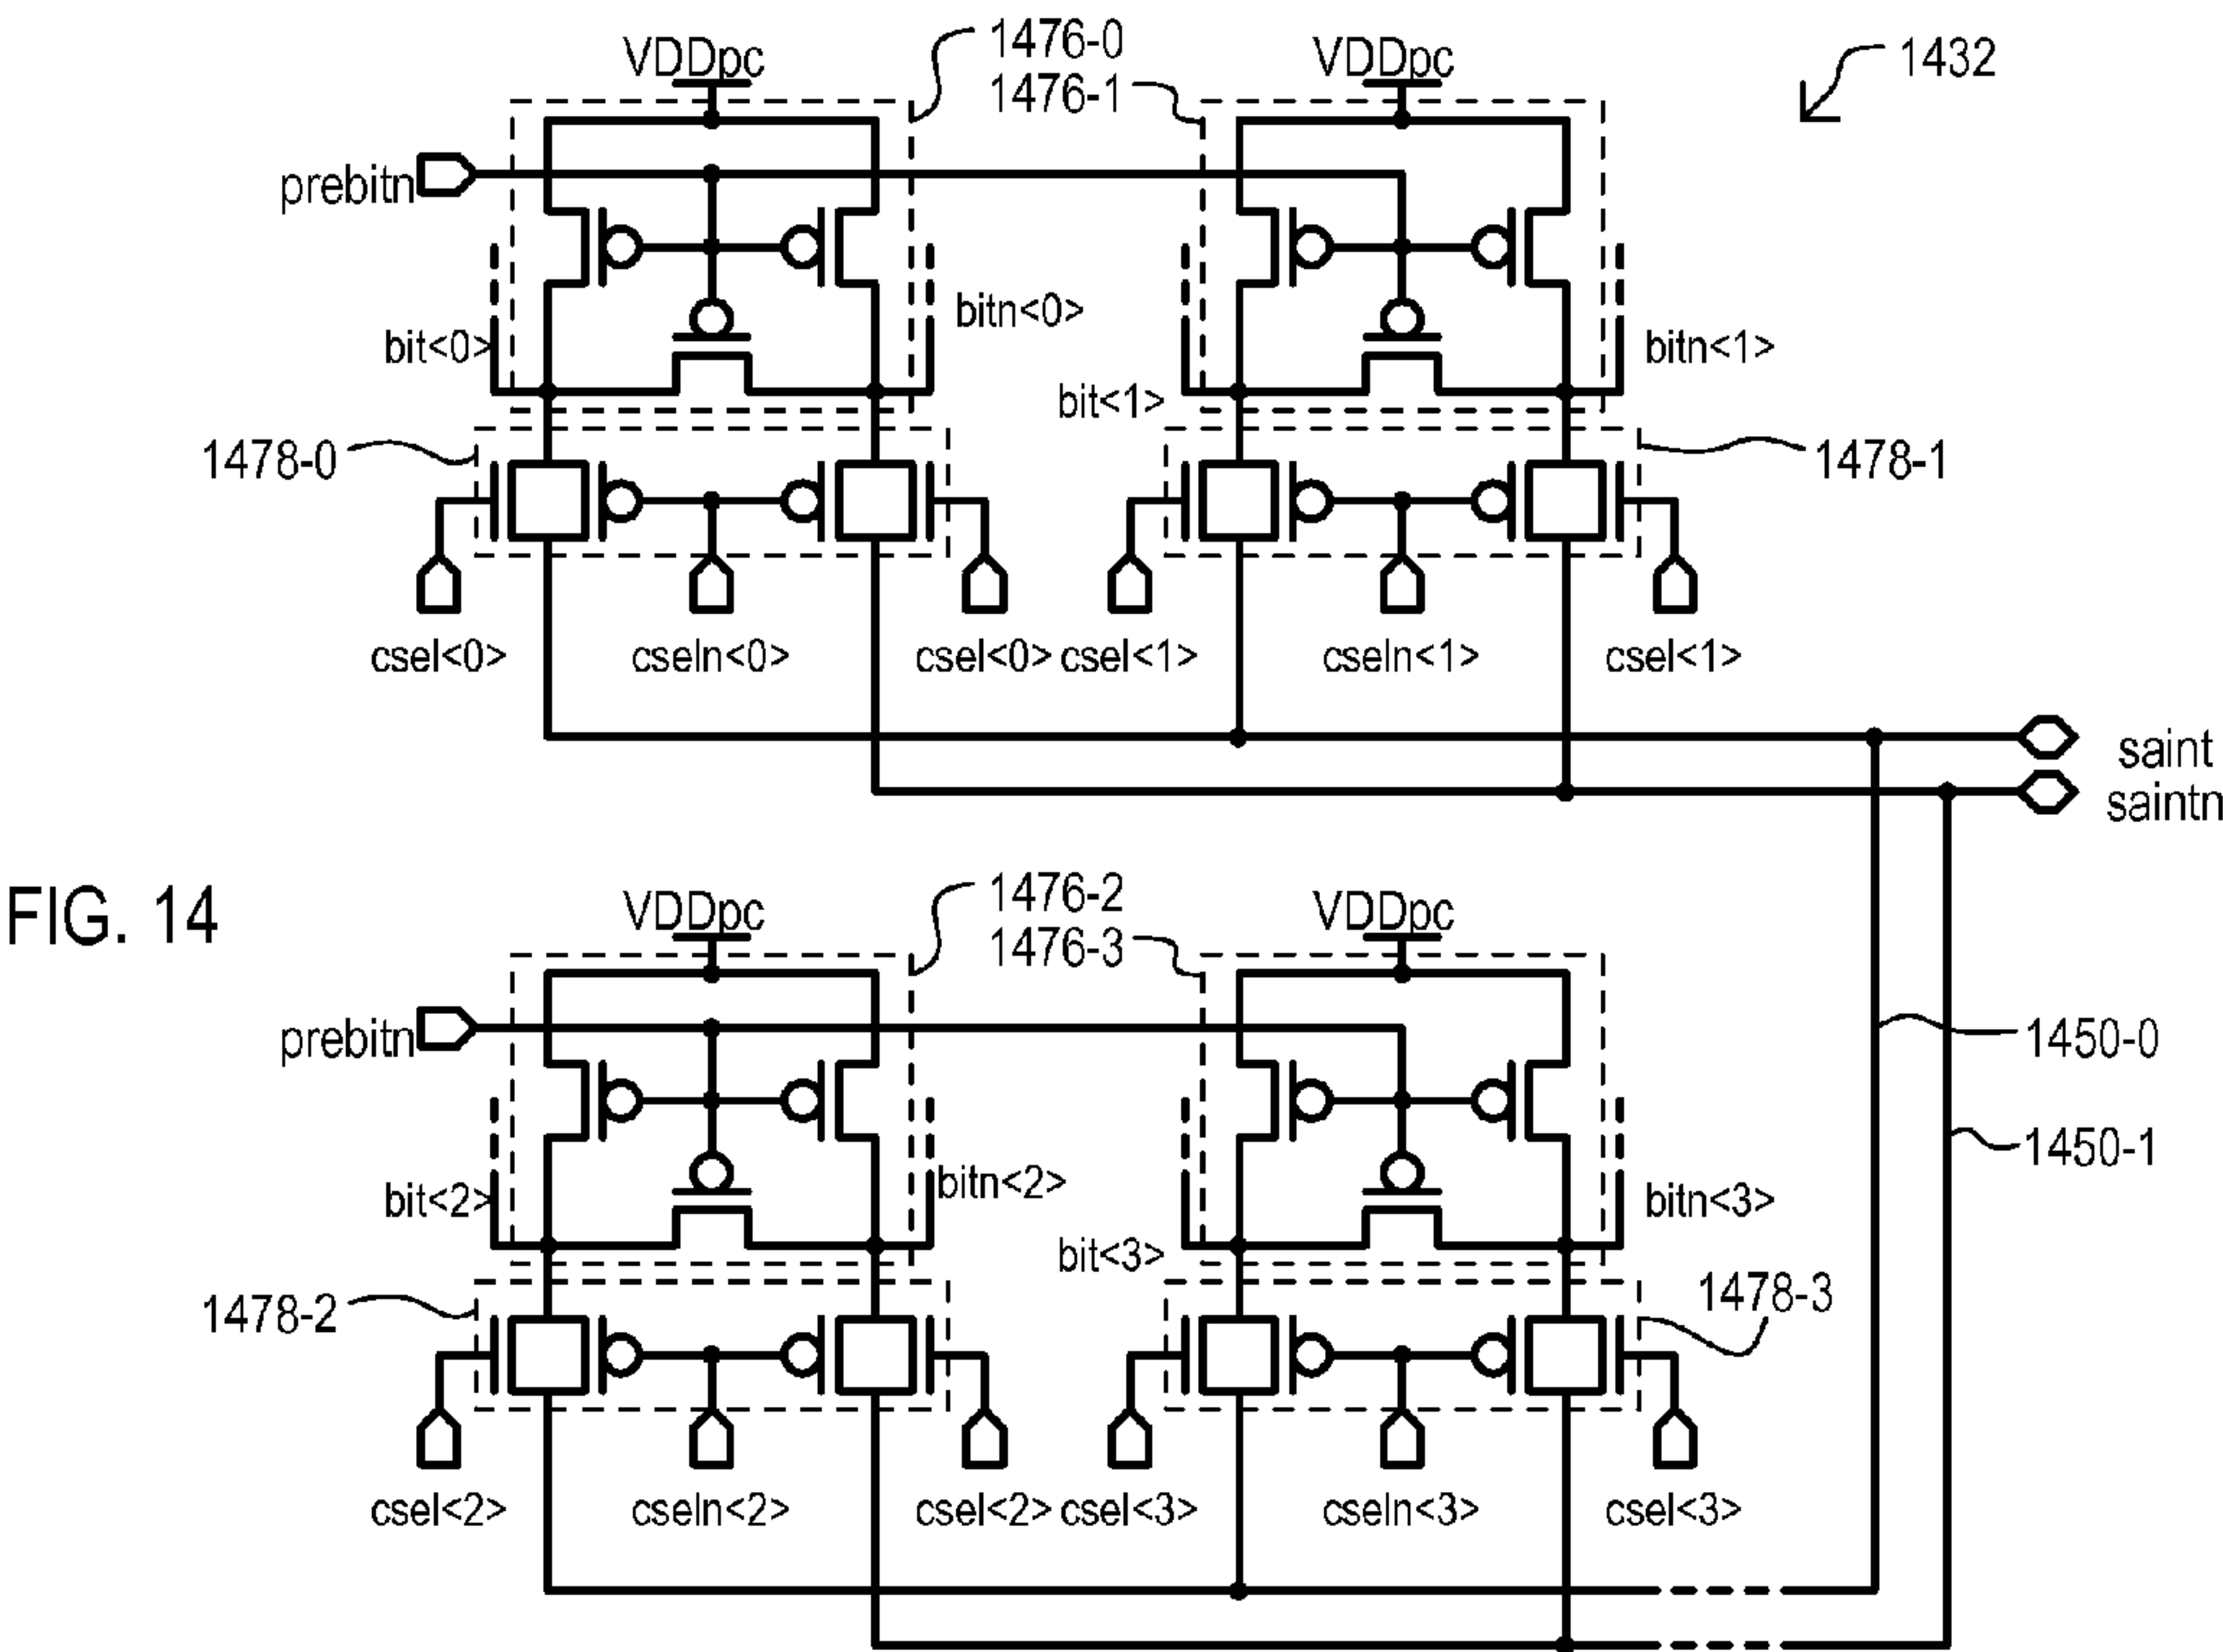 1476-0
VDDpc
VDDpc
1432
1476-1
prebitn
bitn<0>
bit<0>
bitn<1>
bit<1>
1478-0
1478-1
csel<0>
cseln<0>
csel<0>
csel<1>
cseln<1>
csel<1>
saint
saintn
FIG. 14
1476-2
VDDpc
VDDpc
1476-3
prebitn
1450-0
1450-1
bitn<2>
bit<2>
bitn<3>
bit<3>
1478-2
1478-3
csel<2>
cseln<2>
csel<2>
csel<3>
cseln<3>
csel<3>